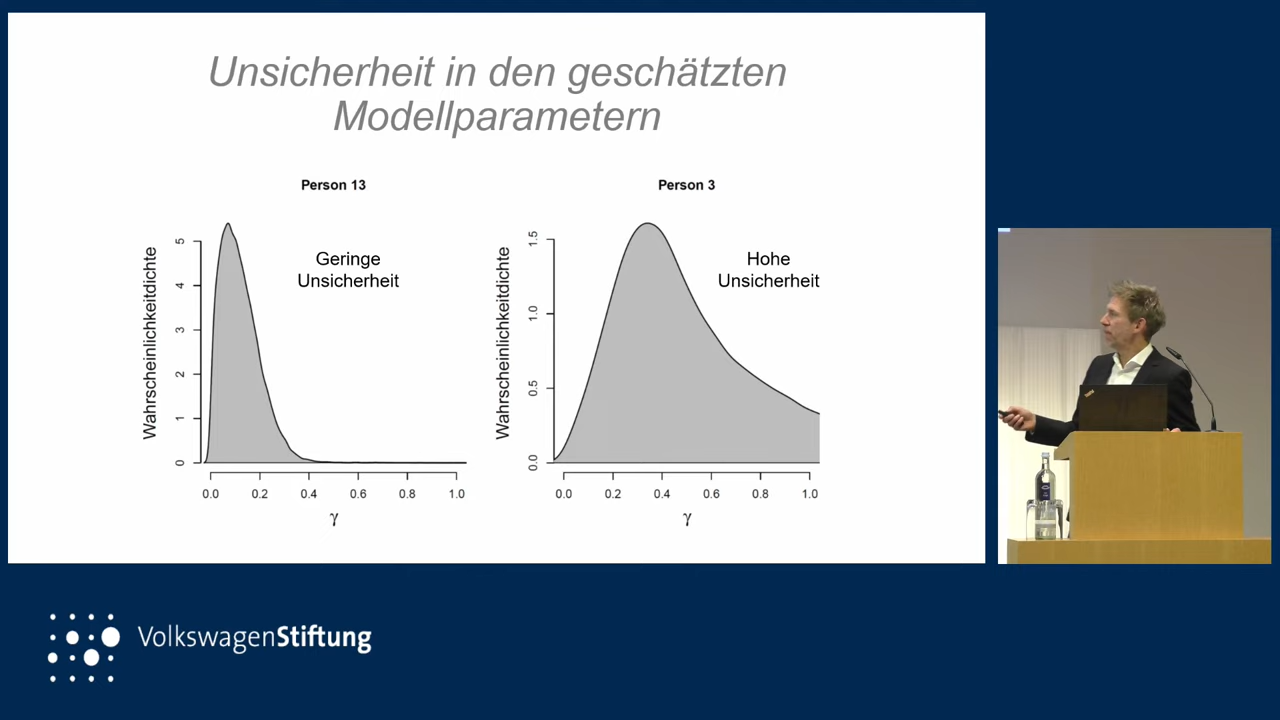 Unsicherheit in den geschätzten
Modellparametern
Person 13
Wahrscheinlichkeitdichte
5
4
3
2
1
0
Geringe
Unsicherheit
0.0 0.2 0.4 0.6 0.8 1.0
γ
Person 3
Wahrscheinlichkeitdichte
1.5
1.0
0.5
0.0
Hohe
Unsicherheit
0.0 0.2 0.4 0.6 0.8 1.0
γ
VolkswagenStiftung